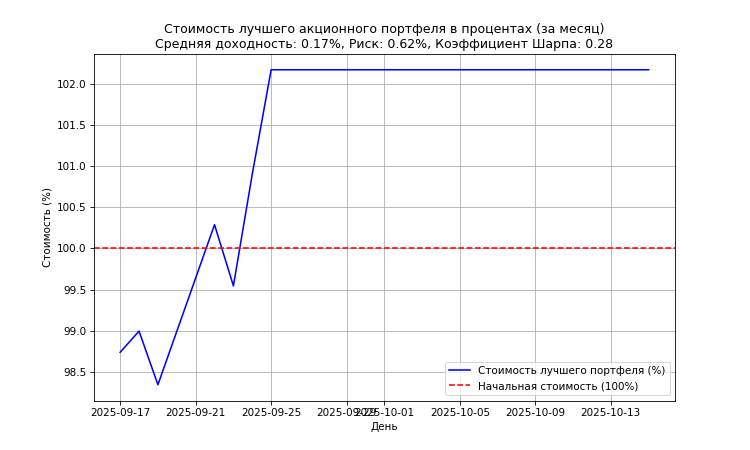 Стоимость лучшего акционного портфеля в процентах (за месяц)
Средняя доходность: 0.17%, Риск: 0.62%, Коэффициент Шарпа: 0.28
Стоимость (%)
102.0
101.5
101.0
100.5
100.0
99.5
99.0
98.5
Стоимость лучшего портфеля (%)
Начальная стоимость (100%)
2025-09-17 2025-09-21 2025-09-25 2025-09-29 2025-10-01 2025-10-05 2025-10-09 2025-10-13
День